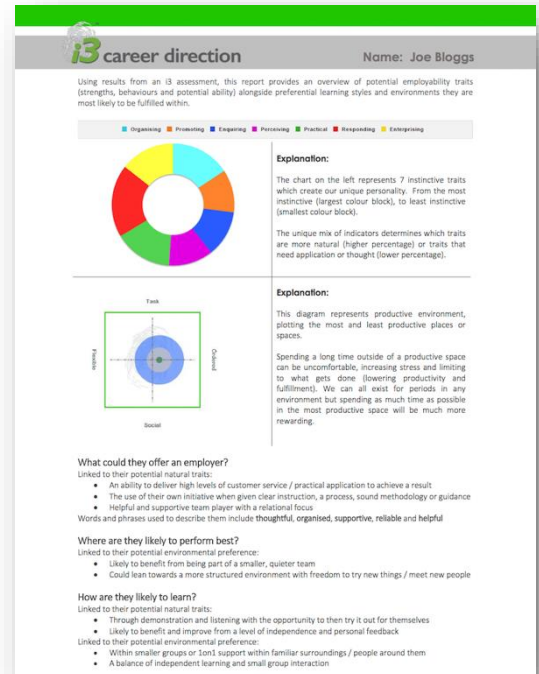 i3 career direction
Name: Joe Bloggs
Using results from an i3 assessment, this report provides an overview of potential employability traits
(strengths, behaviours and potential ability) alongside preferential learning styles and environments they are
most likely to be fulfilled within.
Organising Promoting Enquiring Perceiving Practical Responding Enterprising
Explanation:
The chart on the left represents 7 instinctive traits
which create our unique personality. From the most
instinctive (largest colour block), to least instinctive
(smallest colour block).
The unique mix of indicators determines which traits
are more natural (higher percentage) or traits that
need application or thought (lower percentage).
Task
Flexible
Ordered
Social
Explanation:
This diagram represents productive environment,
plotting the most and least productive places or
spaces.
Spending a long time outside of a productive space
can be uncomfortable, increasing stress and limiting
to what gets done (lowering productivity and
fulfillment). We can all exist for periods in any
environment but spending as much time as possible
in the most productive space will be much more
rewarding.
What could they offer an employer?
Linked to their potential natural traits:
• An ability to deliver high levels of customer service / practical application to achieve a result
• The use of their own initiative when given clear instruction, a process, sound methodology or guidance
• Helpful and supportive team player with a relational focus
Words and phrases used to describe them include thoughtful, organised, supportive, reliable and helpful
Where are they likely to perform best?
Linked to their potential environmental preference:
• Likely to benefit from being part of a smaller, quieter team
• Could lean towards a more structured environment with freedom to try new things / meet new people
How are they likely to learn?
Linked to their potential natural traits:
• Through demonstration and listening with the opportunity to then try it out for themselves
• Likely to benefit and improve from a level of independence and personal feedback
Linked to their potential environmental preference:
• Within smaller groups or 1on1 support within familiar surroundings / people around them
• A balance of independent learning and small group interaction